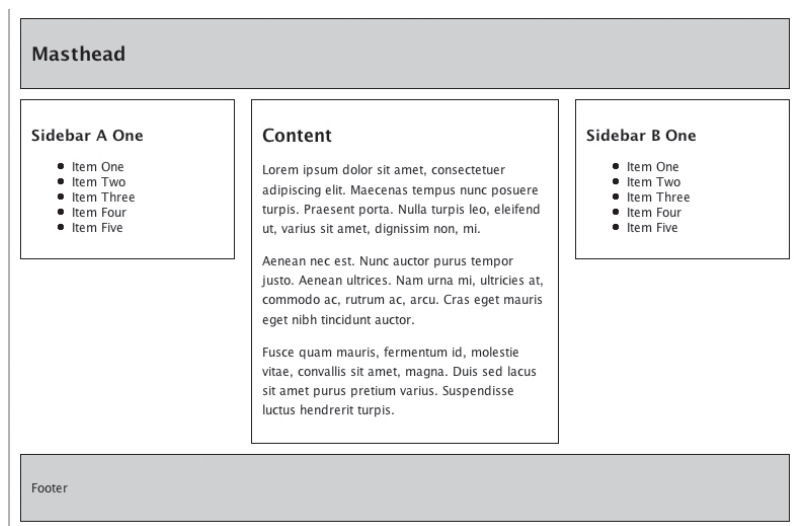 Masthead
Sidebar A One
Item One
Item Two
Item Three
Item Four
Item Five
Content
Lorem ipsum dolor sit amet, consectetuer
adipiscing elit. Maecenas tempus nunc posuere
turpis. Praesent porta. Nulla turpis leo, eleifend
ut, varius sit amet, dignissim non, mi.
Aenean nec est. Nunc auctor purus tempor
justo. Aenean ultrices. Nam urna mi, ultricies at,
commodo ac, rutrum ac, arcu. Cras eget mauris
eget nibh tincidunt auctor.
Fusce quam mauris, fermentum id, molestie
vitae, convallis sit amet, magna. Duis sed lacus
sit amet purus pretium varius. Suspendisse
luctus hendrerit turpis.
Sidebar B One
Item One
Item Two
Item Three
Item Four
Item Five
Footer